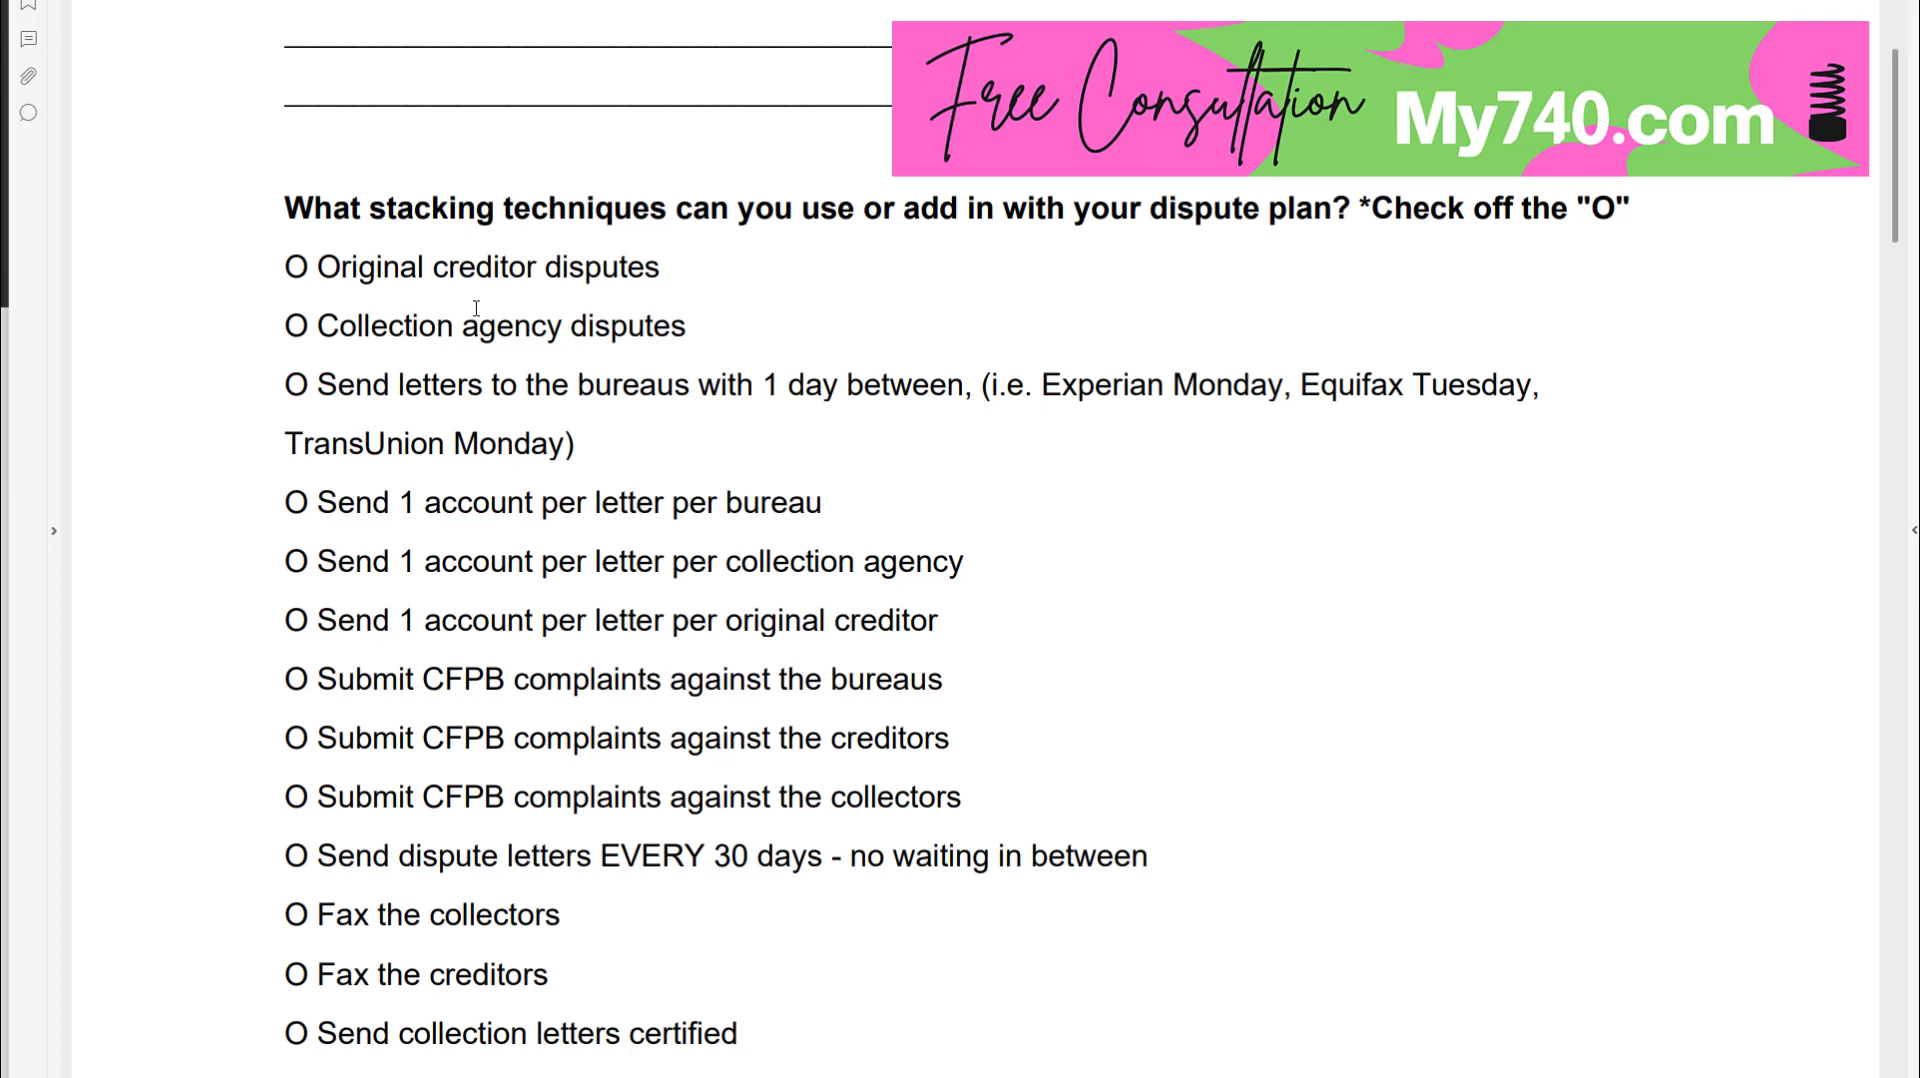 Free Consultation My740.com
What stacking techniques can you use or add in with your dispute plan? *Check off the "O"
O Original creditor disputes
O Collection agency disputes
O Send letters to the bureaus with 1 day between, (i.e. Experian Monday, Equifax Tuesday,
TransUnion Monday)
O Send 1 account per letter per bureau
O Send 1 account per letter per collection agency
O Send 1 account per letter per original creditor
O Submit CFPB complaints against the bureaus
O Submit CFPB complaints against the creditors
O Submit CFPB complaints against the collectors
O Send dispute letters EVERY 30 days - no waiting in between
O Fax the collectors
O Fax the creditors
O Send collection letters certified